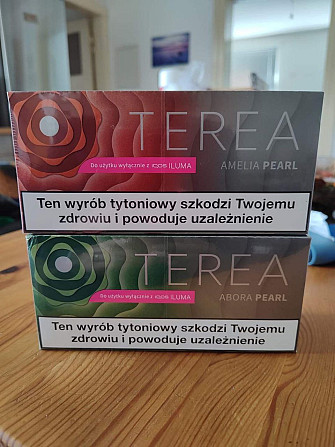 TEREA
Do użytku wyłącznie z IQOS ILUMA
AMELIA PEARL
Ten wyrób tytoniowy szkodzi Twojemu
zdrowiu i powoduje uzależnienie
TEREA
Do użytku wyłącznie z IQOS ILUMA
ABORA PEARL
Ten wyrób tytoniowy szkodzi Twojemu
zdrowiu i powoduje uzależnienie